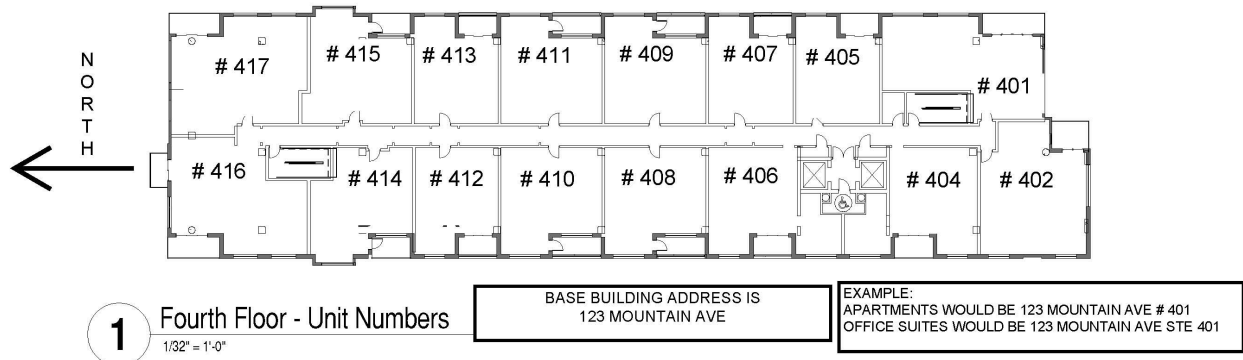 NORTH
# 417
# 415
# 413
# 411
# 409
# 407
# 405
# 401
# 416
# 414
# 412
# 410
# 408
# 406
# 404
# 402
1
Fourth Floor - Unit Numbers
1/32" = 1'-0"
BASE BUILDING ADDRESS IS
123 MOUNTAIN AVE
EXAMPLE:
APARTMENTS WOULD BE 123 MOUNTAIN AVE # 401
OFFICE SUITES WOULD BE 123 MOUNTAIN AVE STE 401